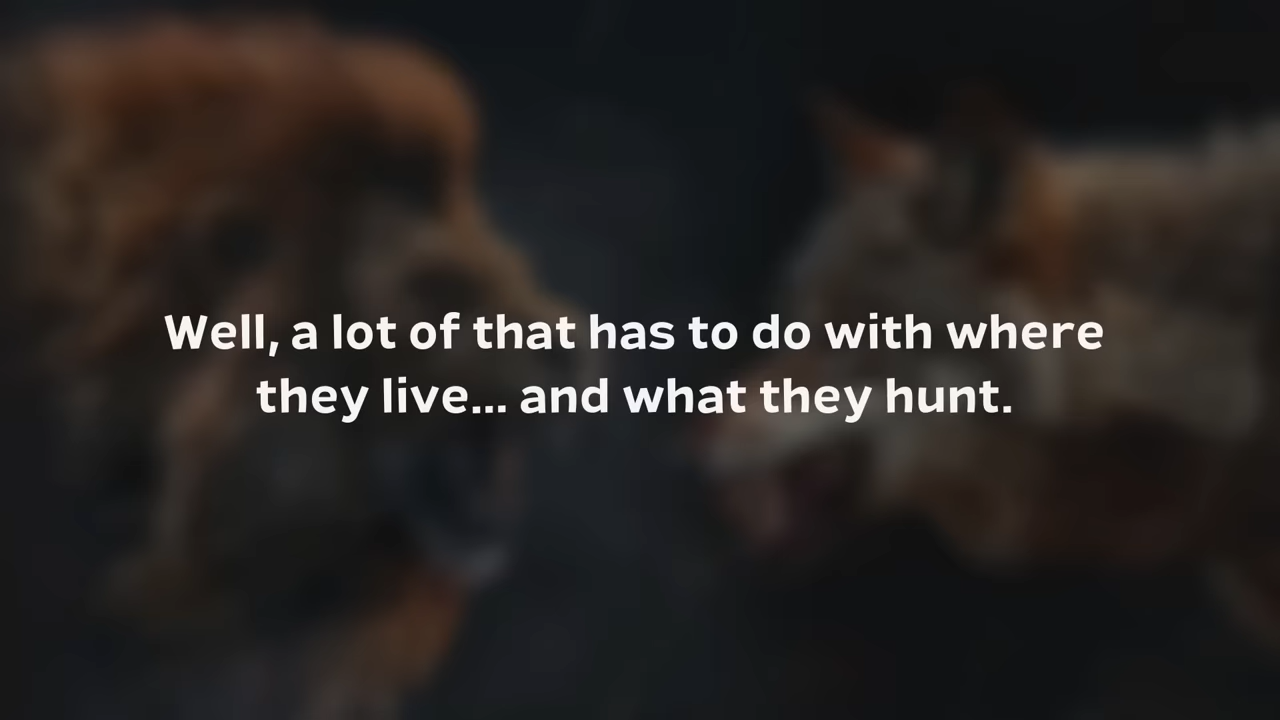 Well, a lot of that has to do with where
they live... and what they hunt.